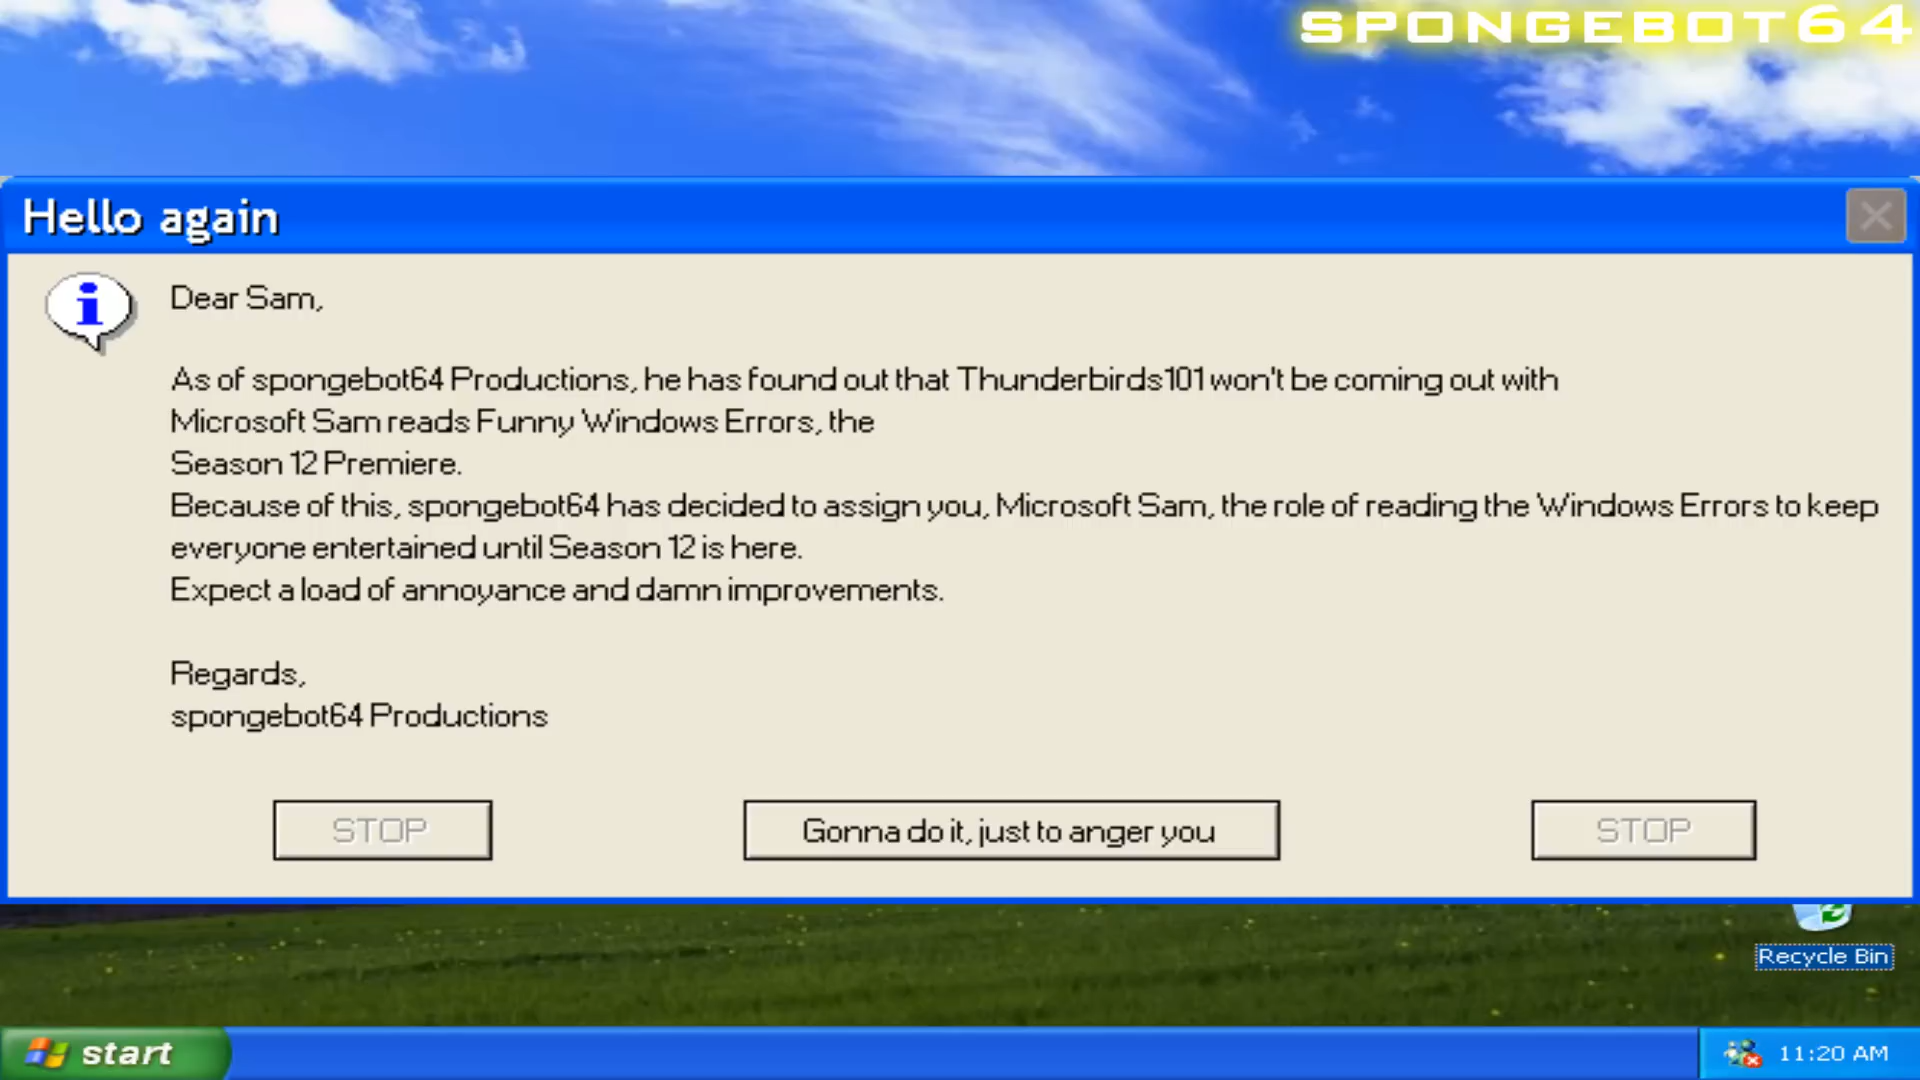 SPONGEBOT64
Hello again
Dear Sam,
As of spongebot64 Productions, he has found out that Thunderbirds101 won't be coming out with
Microsoft Sam reads Funny Windows Errors, the
Season 12 Premiere.
Because of this, spongebot64 has decided to assign you, Microsoft Sam, the role of reading the Windows Errors to keep
everyone entertained until Season 12 is here.
Expect a load of annoyance and damn improvements.
Regards,
spongebot64 Productions
STOP
Gonna do it, just to anger you
STOP
Recycle Bin
start
11:20 AM